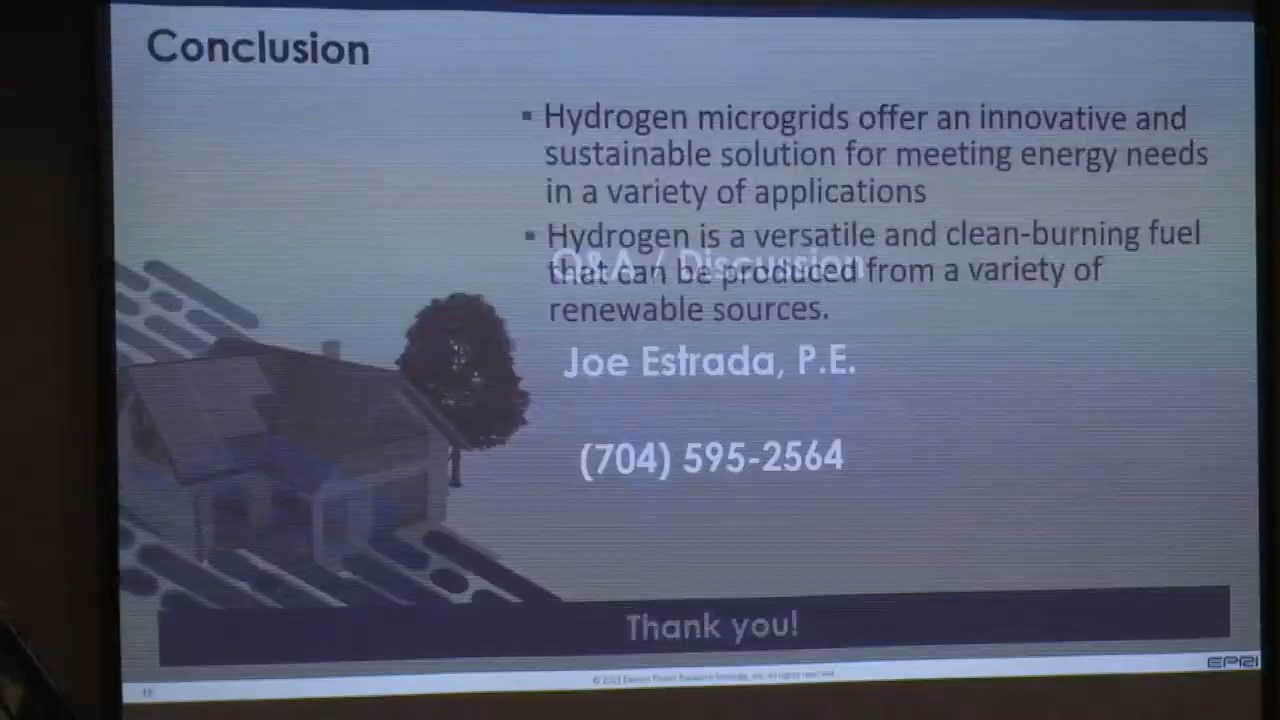 Conclusion
▪ Hydrogen microgrids offer an innovative and
sustainable solution for meeting energy needs
in a variety of applications
▪ Hydrogen is a versatile and clean-burning fuel
Q&A / Discussion
that can be produced from a variety of
renewable sources.
Joe Estrada, P.E.
(704) 595-2564
Thank you!
EPRI